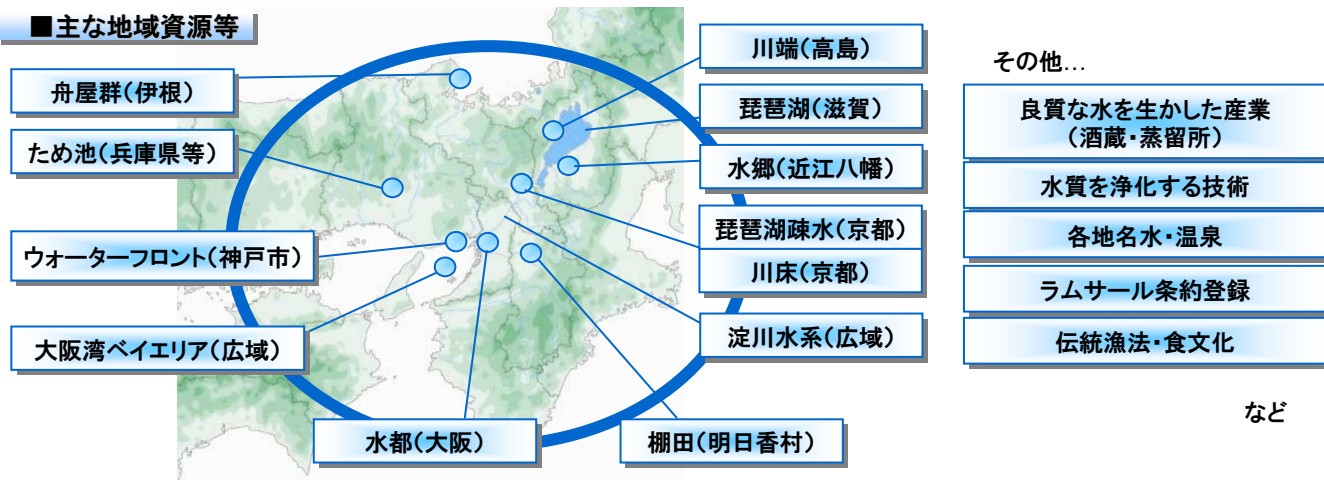 ■主な地域資源等
舟屋群(伊根)
ため池(兵庫県等)
ウォーターフロント(神戸市)
大阪湾ベイエリア(広域)
水都(大阪)
棚田(明日香村)
川端(高島)
琵琶湖(滋賀)
水郷(近江八幡)
琵琶湖疎水(京都)
川床(京都)
淀川水系(広域)
その他…
良質な水を生かした産業
(酒蔵・蒸留所)
水質を浄化する技術
各地名水・温泉
ラムサール条約登録
伝統漁法・食文化
など